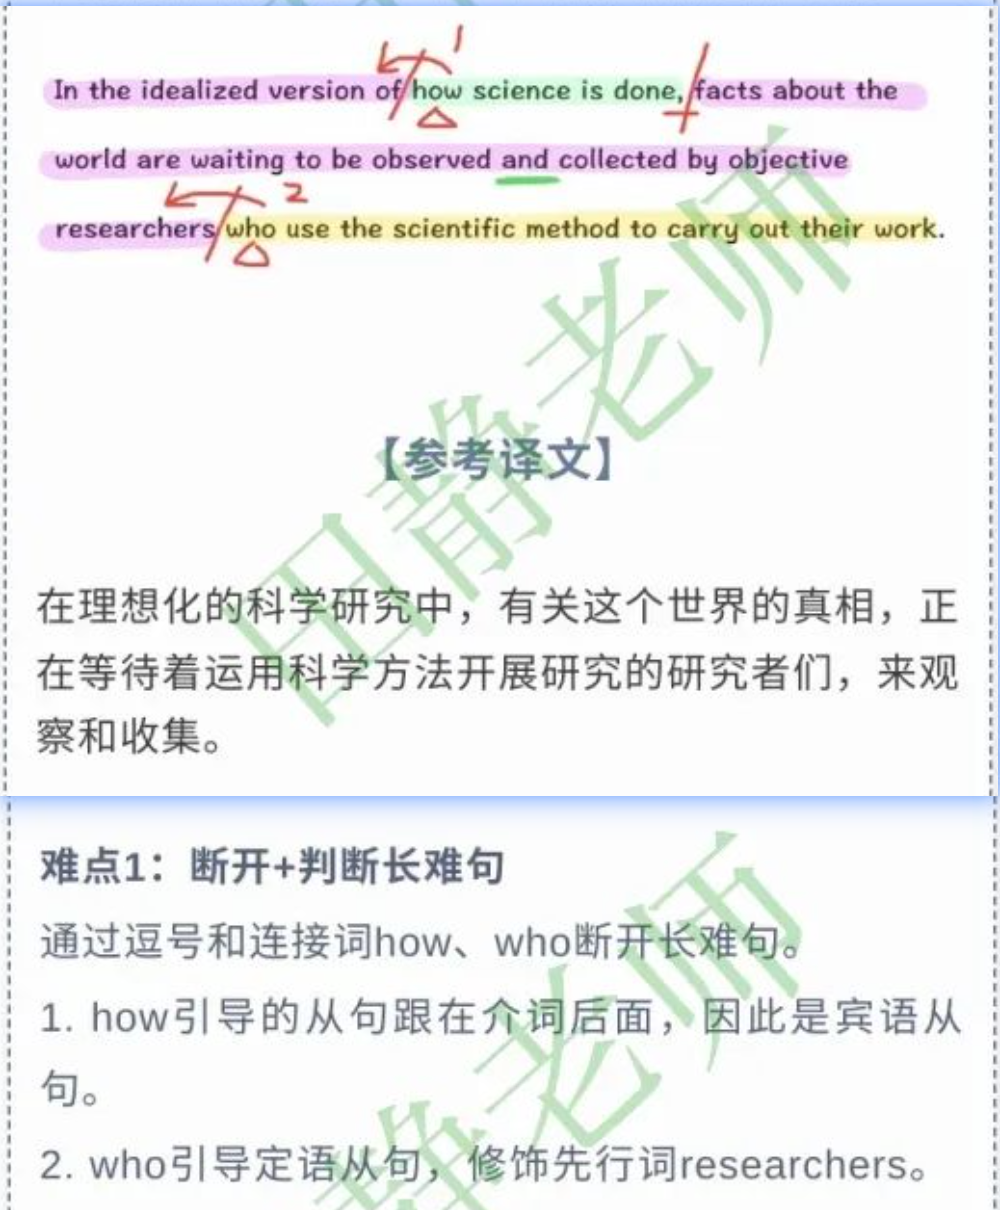 1
In the idealized version of how science is done, facts about the
world are waiting to be observed and collected by objective
2
researchers who use the scientific method to carry out their work.
【参考译文】
在理想化的科学研究中，有关这个世界的真相，正
在等待着运用科学方法开展研究的研究者们，来观
察和收集。
难点1：断开+判断长难句
通过逗号和连接词how、who断开长难句。
1. how引导的从句跟在介词后面，因此是宾语从
句。
2. who引导定语从句，修饰先行词researchers。
田静老师
静老师